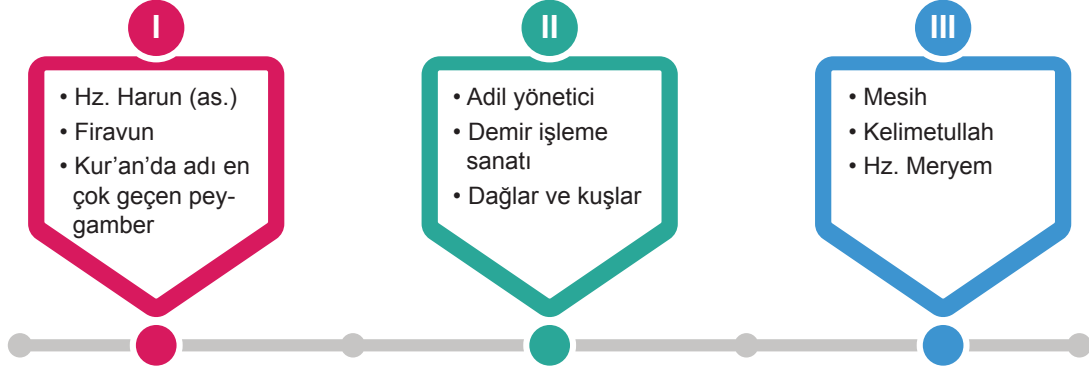 I
• Hz. Harun (as.)
• Firavun
• Kur’an’da adı en
çok geçen pey-
gamber
II
• Adil yönetici
• Demir işleme
sanatı
• Dağlar ve kuşlar
III
• Mesih
• Kelimetullah
• Hz. Meryem